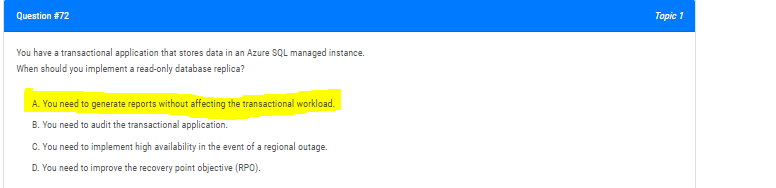 Question #72 Topic 1
You have a transactional application that stores data in an Azure SQL managed instance.
When should you implement a read-only database replica?
A. You need to generate reports without affecting the transactional workload.
B. You need to audit the transactional application.
C. You need to implement high availability in the event of a regional outage.
D. You need to improve the recovery point objective (RPO).